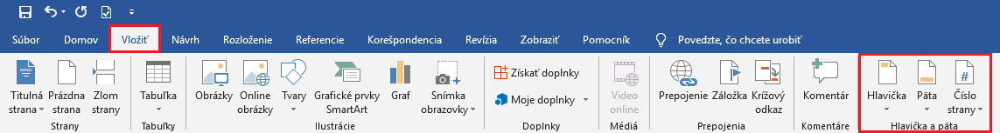 Súbor Domov Vložiť Návrh Rozloženie Referencie Korešpondencia Revízia Zobraziť Pomocník Povedzte, čo chcete urobiť
Titulná strana
Prázdna strana
Zlom strany
Strany
Tabuľka
Tabuľky
Obrázky
Online obrázky
Tvary
Grafické prvky SmartArt
Graf
Snímka obrazovky
Ilustrácie
Získať doplnky
Moje doplnky
Doplnky
Video online
Médiá
Prepojenie
Záložka
Krížový odkaz
Prepojenia
Komentár
Komentáre
Hlavička
Päta
Číslo strany
Hlavička a päta